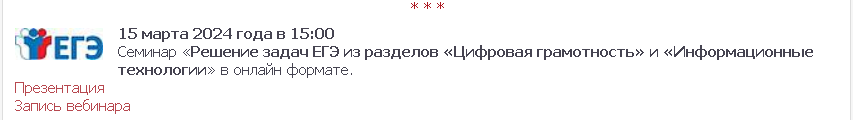 * * *
ЕГЭ
15 марта 2024 года в 15:00
Семинар «Решение задач ЕГЭ из разделов «Цифровая грамотность» и «Информационные
технологии» в онлайн формате.
Презентация
Запись вебинара